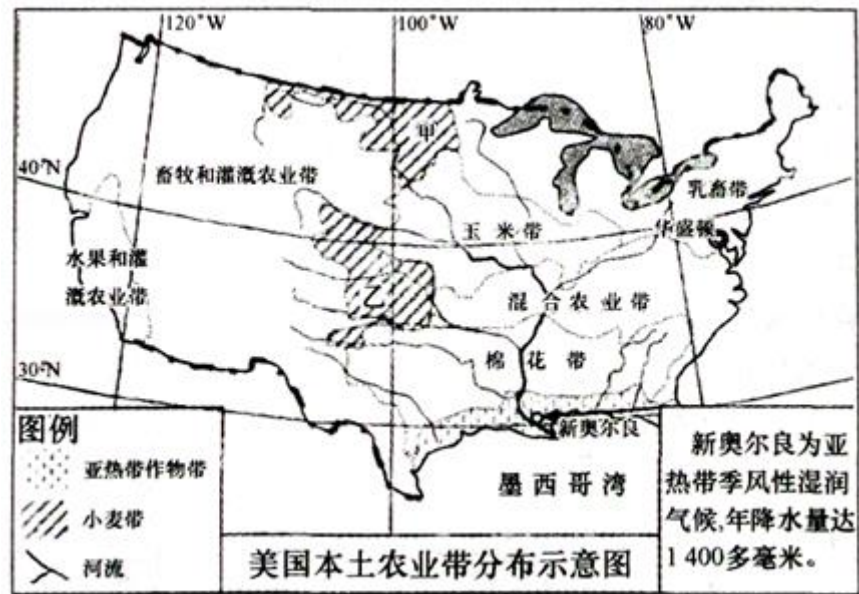 120°W 100°W 80°W
甲
40°N
畜牧和灌溉农业带
乳畜带
玉米带
华盛顿
水果和灌
溉农业带
混合农业带
棉花带
30°N
新奥尔良
墨西哥湾
图例
亚热带作物带
小麦带
河流
美国本土农业带分布示意图
新奥尔良为亚
热带季风性湿润
气候,年降水量达
1 400多毫米。